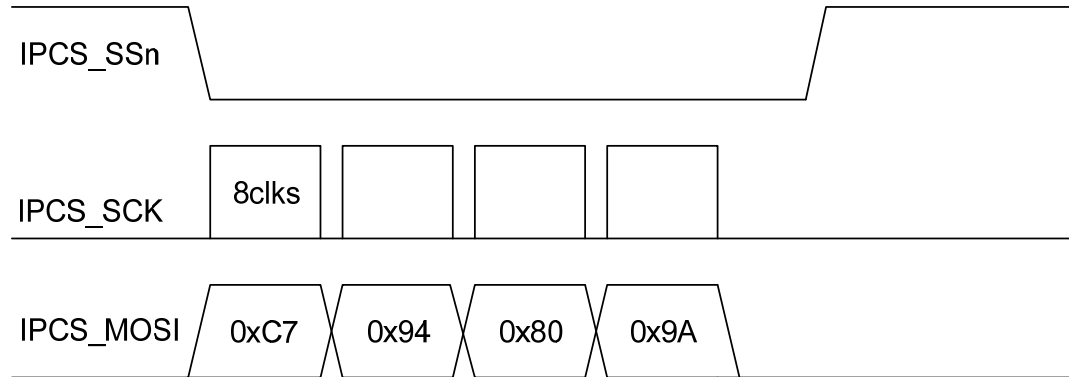 IPCS_SSn
8clks
IPCS_SCK
IPCS_MOSI 0xC7 0x94 0x80 0x9A